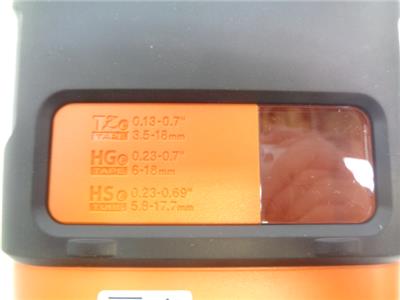 TZe 0.13-0.7"
TAPE 3.5-18mm
HGe 0.23-0.7"
TAPE 6-18mm
HSe 0.23-0.69"
TUBE 5.8-17.7mm